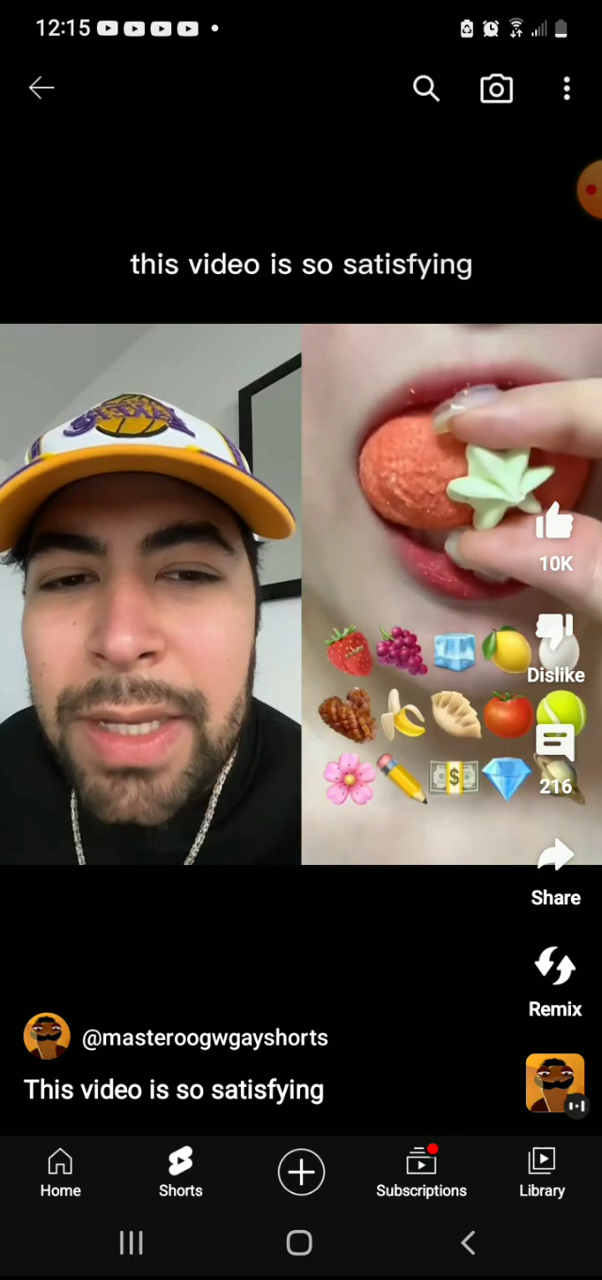 12:15
this video is so satisfying
10K
Dislike
216
Share
Remix
@masteroogwgayshorts
This video is so satisfying
Home
Shorts
Subscriptions
Library